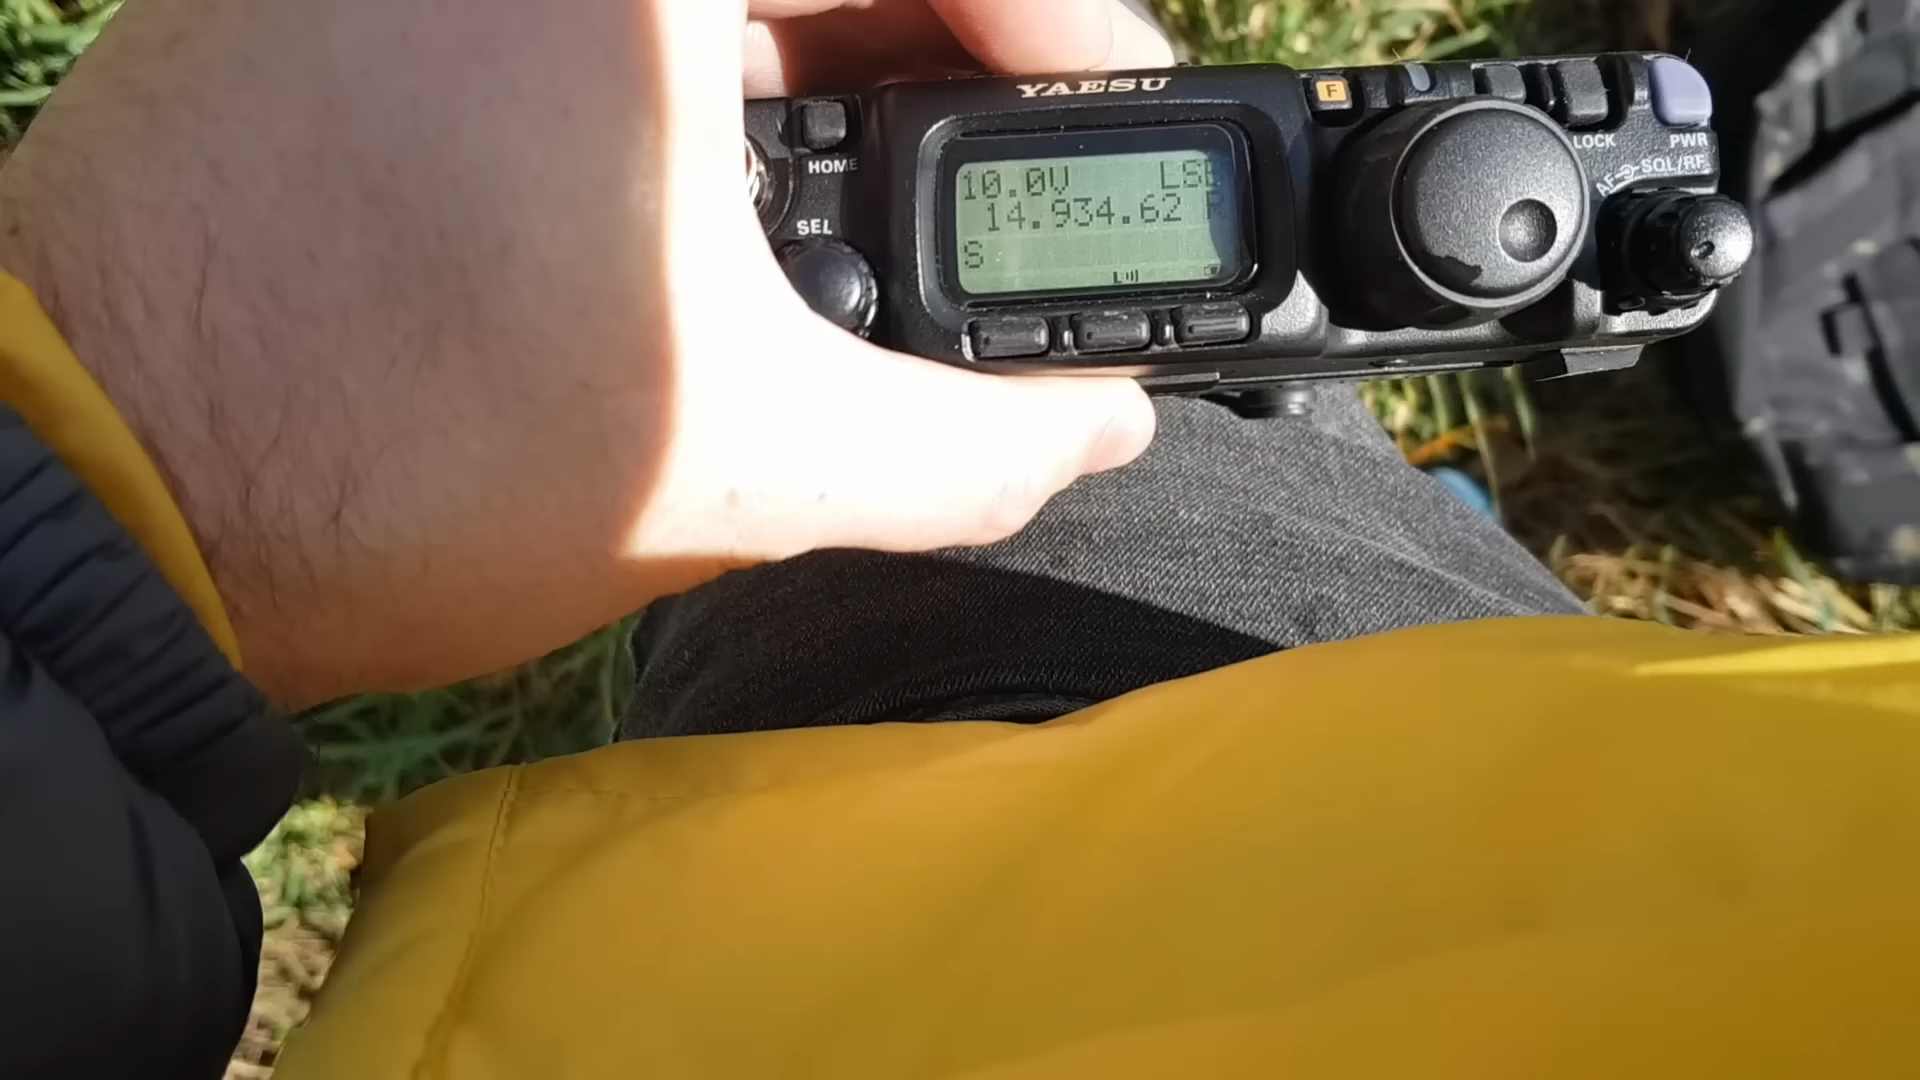 YAESU
F
HOME
LOCK
PWR
AF SQL/RF
SEL
10.0V LSB
14.934.62 R
S